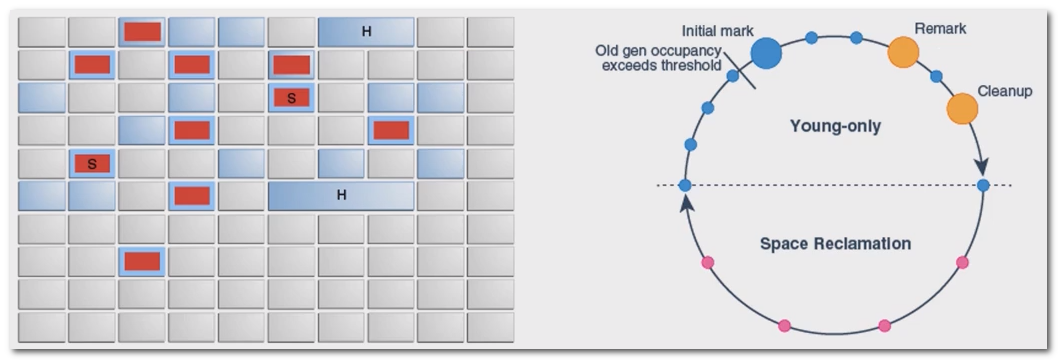 H
S
S
H
Initial mark
Old gen occupancy
exceeds threshold
Remark
Cleanup
Young-only
Space Reclamation